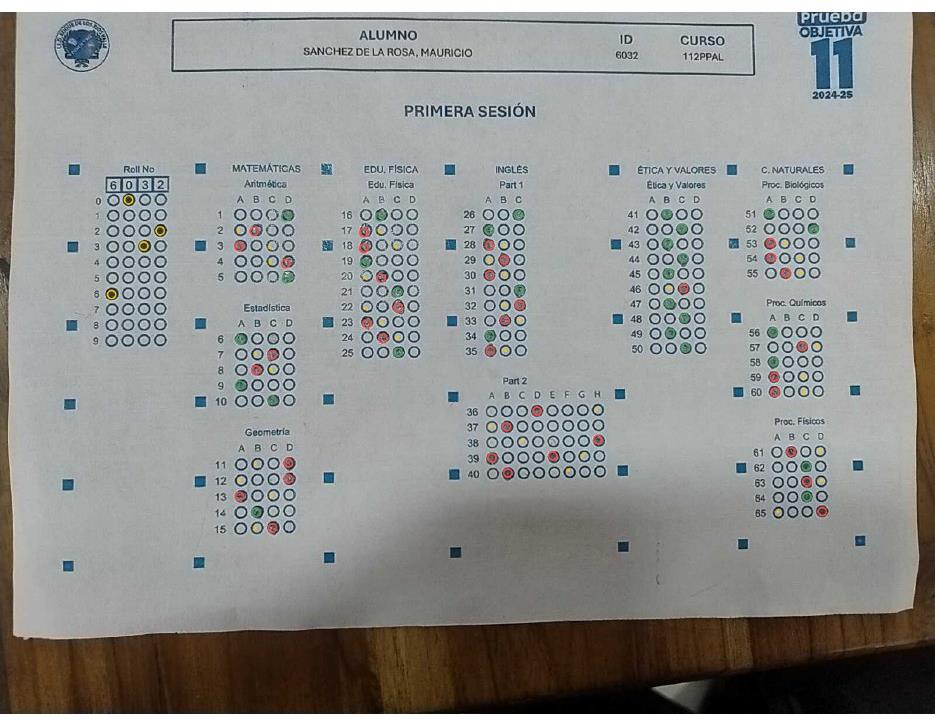 ALUMNO
SANCHEZ DE LA ROSA, MAURICIO
ID
6032
CURSO
112PPAL
Prueba
OBJETIVA
11
2024-25
PRIMERA SESIÓN
Roll No
6 0 3 2
0
1
2
3
4
5
6
7
8
9
MATEMÁTICAS
Aritmética
A B C D
1
2
3
4
5
Estadística
A B C D
6
7
8
9
10
Geometría
A B C D
11
12
13
14
15
EDU. FÍSICA
Edu. Física
A B C D
16
17
18
19
20
21
22
23
24
25
INGLÉS
Part 1
A B C
26
27
28
29
30
31
32
33
34
35
Part 2
A B C D E F G H
36
37
38
39
40
ÉTICA Y VALORES
Ética y Valores
A B C D
41
42
43
44
45
46
47
48
49
50
C. NATURALES
Proc. Biológicos
A B C D
51
52
53
54
55
Proc. Químicos
A B C D
56
57
58
59
60
Proc. Físicos
A B C D
61
62
63
64
65